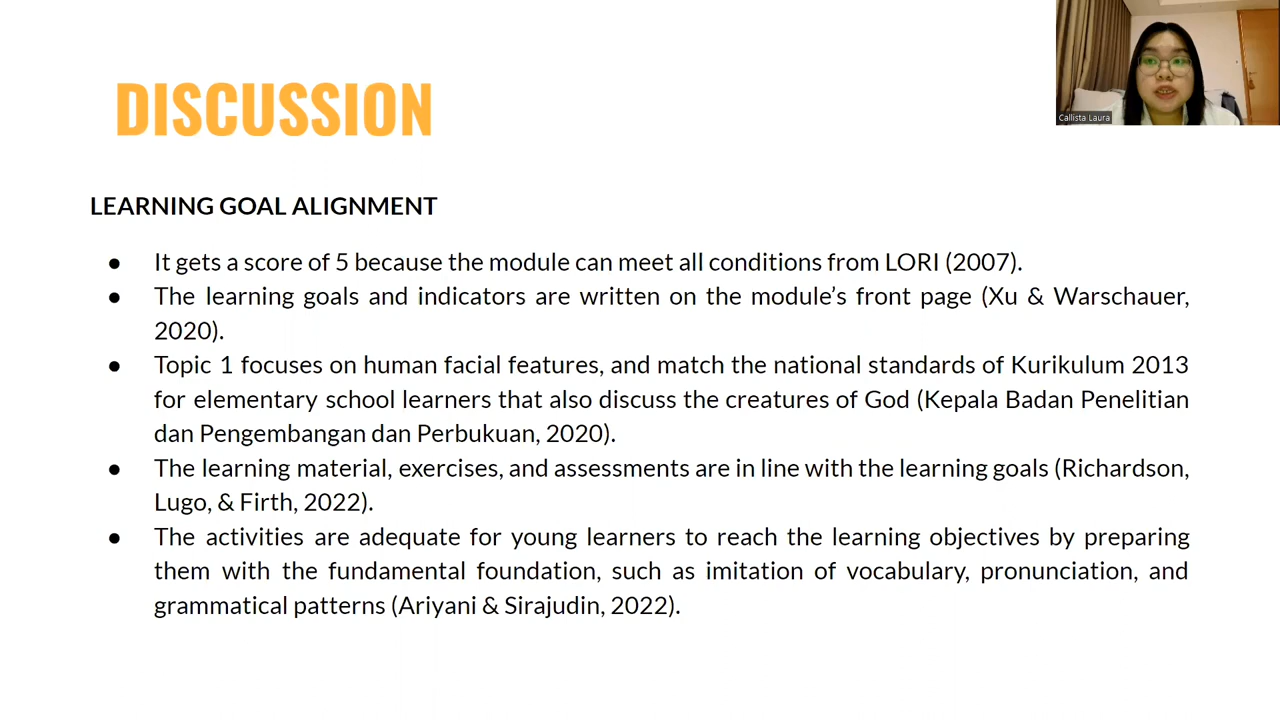 DISCUSSION
Callista Laura
LEARNING GOAL ALIGNMENT
● It gets a score of 5 because the module can meet all conditions from LORI (2007).
● The learning goals and indicators are written on the module’s front page (Xu & Warschauer,
2020).
● Topic 1 focuses on human facial features, and match the national standards of Kurikulum 2013
for elementary school learners that also discuss the creatures of God (Kepala Badan Penelitian
dan Pengembangan dan Perbukuan, 2020).
● The learning material, exercises, and assessments are in line with the learning goals (Richardson,
Lugo, & Firth, 2022).
● The activities are adequate for young learners to reach the learning objectives by preparing
them with the fundamental foundation, such as imitation of vocabulary, pronunciation, and
grammatical patterns (Ariyani & Sirajudin, 2022).